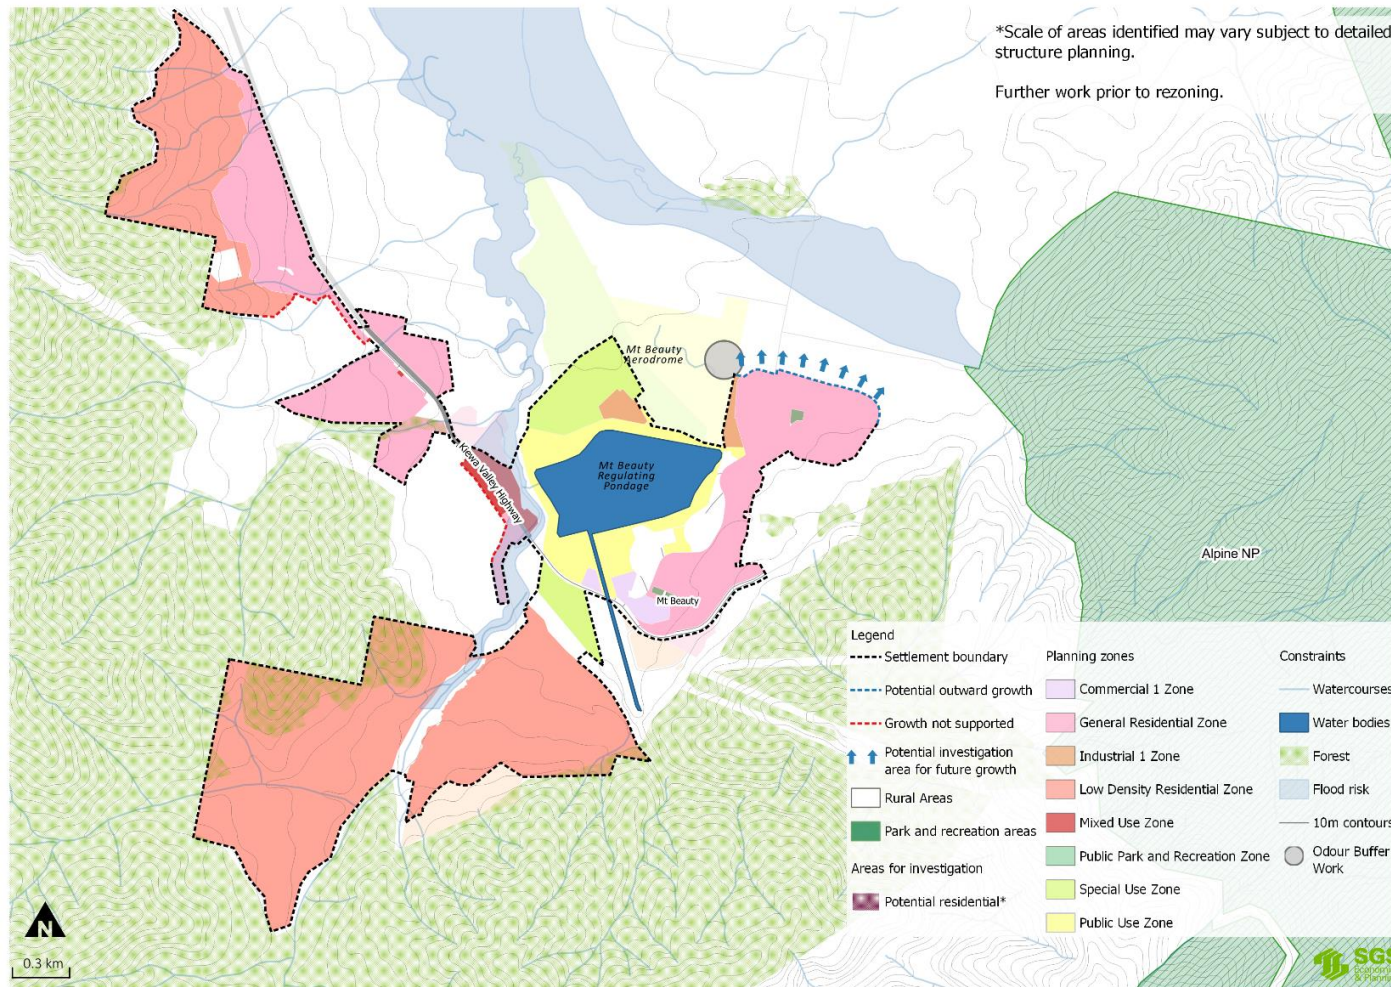 *Scale of areas identified may vary subject to detailed
structure planning.
Further work prior to rezoning.
Mt Beauty
Aerodrome
Mt Beauty
Regulating
Pondage
Kiewa Valley Highway
Mt Beauty
Alpine NP
Legend
Settlement boundary
Potential outward growth
Growth not supported
Potential investigation
area for future growth
Rural Areas
Park and recreation areas
Areas for investigation
Potential residential*
Planning zones
Commercial 1 Zone
General Residential Zone
Industrial 1 Zone
Low Density Residential Zone
Mixed Use Zone
Public Park and Recreation Zone
Special Use Zone
Public Use Zone
Constraints
Watercourses
Water bodies
Forest
Flood risk
10m contours
Odour Buffer
Work
N
0.3 km
SGS
Economics
& Planning